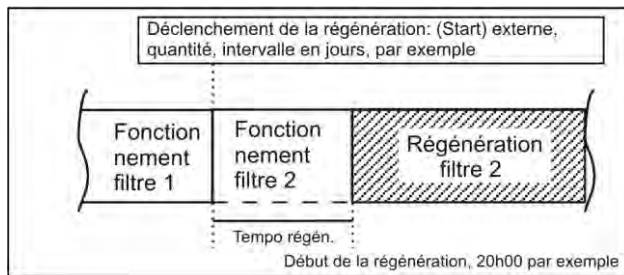 Déclenchement de la régénération: (Start) externe,
quantité, intervalle en jours, par exemple
Fonction
nement
filtre 1
Fonction
nement
filtre 2
Régénération
filtre 2
Tempo régén.
Début de la régénération, 20h00 par exemple